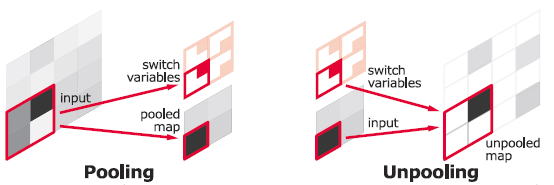 switch
variables
input
pooled
map
Pooling
switch
variables
input
unpooled
map
Unpooling